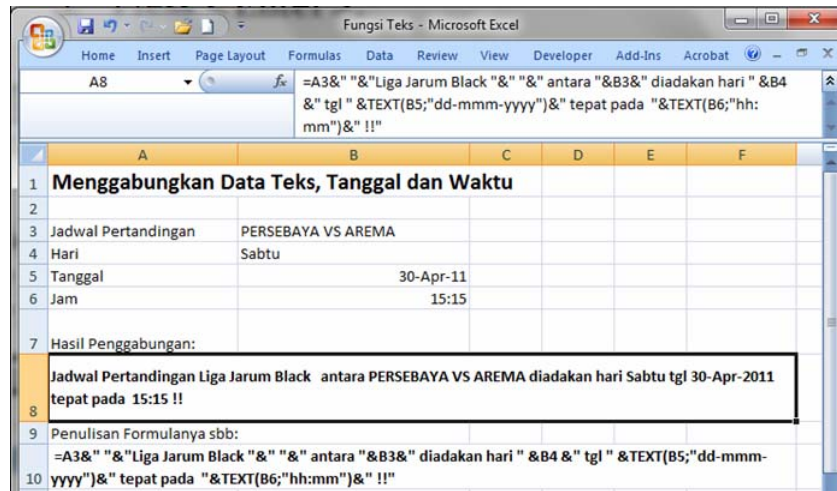 Fungsi Teks - Microsoft Excel
Home Insert Page Layout Formulas Data Review View Developer Add-Ins Acrobat
A8 fx =A3&" "&"Liga Jarum Black "&" "&" antara "&B3&" diadakan hari " &B4
&" tgl " &TEXT(B5;"dd-mmm-yyyy")&" tepat pada "&TEXT(B6;"hh:
mm")&" !!"
A B C D E F
1 Menggabungkan Data Teks, Tanggal dan Waktu
2
3 Jadwal Pertandingan PERSEBAYA VS AREMA
4 Hari Sabtu
5 Tanggal 30-Apr-11
6 Jam 15:15
7 Hasil Penggabungan:
Jadwal Pertandingan Liga Jarum Black antara PERSEBAYA VS AREMA diadakan hari Sabtu tgl 30-Apr-2011
8 tepat pada 15:15 !!
9 Penulisan Formulanya sbb:
=A3&" "&"Liga Jarum Black "&" "&" antara "&B3&" diadakan hari " &B4 &" tgl " &TEXT(B5;"dd-mmm-
10 yyyy")&" tepat pada "&TEXT(B6;"hh:mm")&" !!"